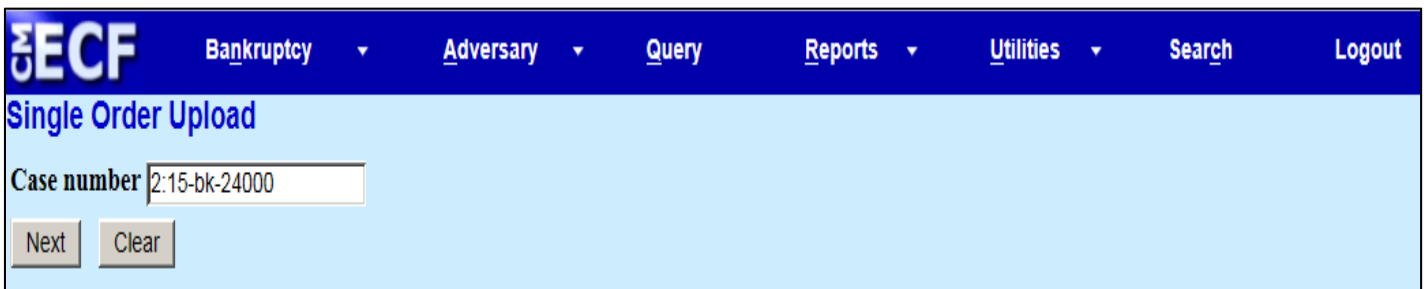 CM ECF Bankruptcy Adversary Query Reports Utilities Search Logout
Single Order Upload
Case number 2:15-bk-24000
Next Clear